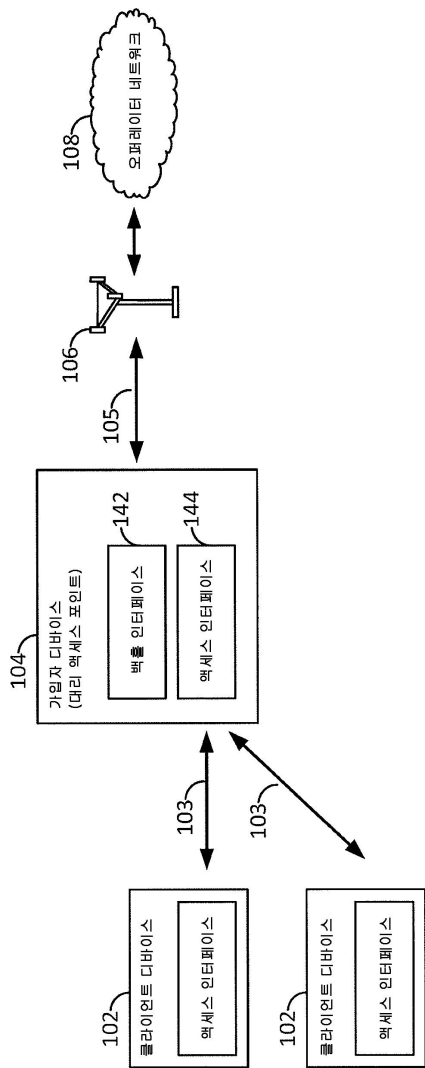 108
오퍼레이터 네트워크
106
105
104
가입자 디바이스
(대리 액세스 포인트)
142
백홀 인터페이스
144
액세스 인터페이스
103
103
102
클라이언트 디바이스
액세스 인터페이스
102
클라이언트 디바이스
액세스 인터페이스